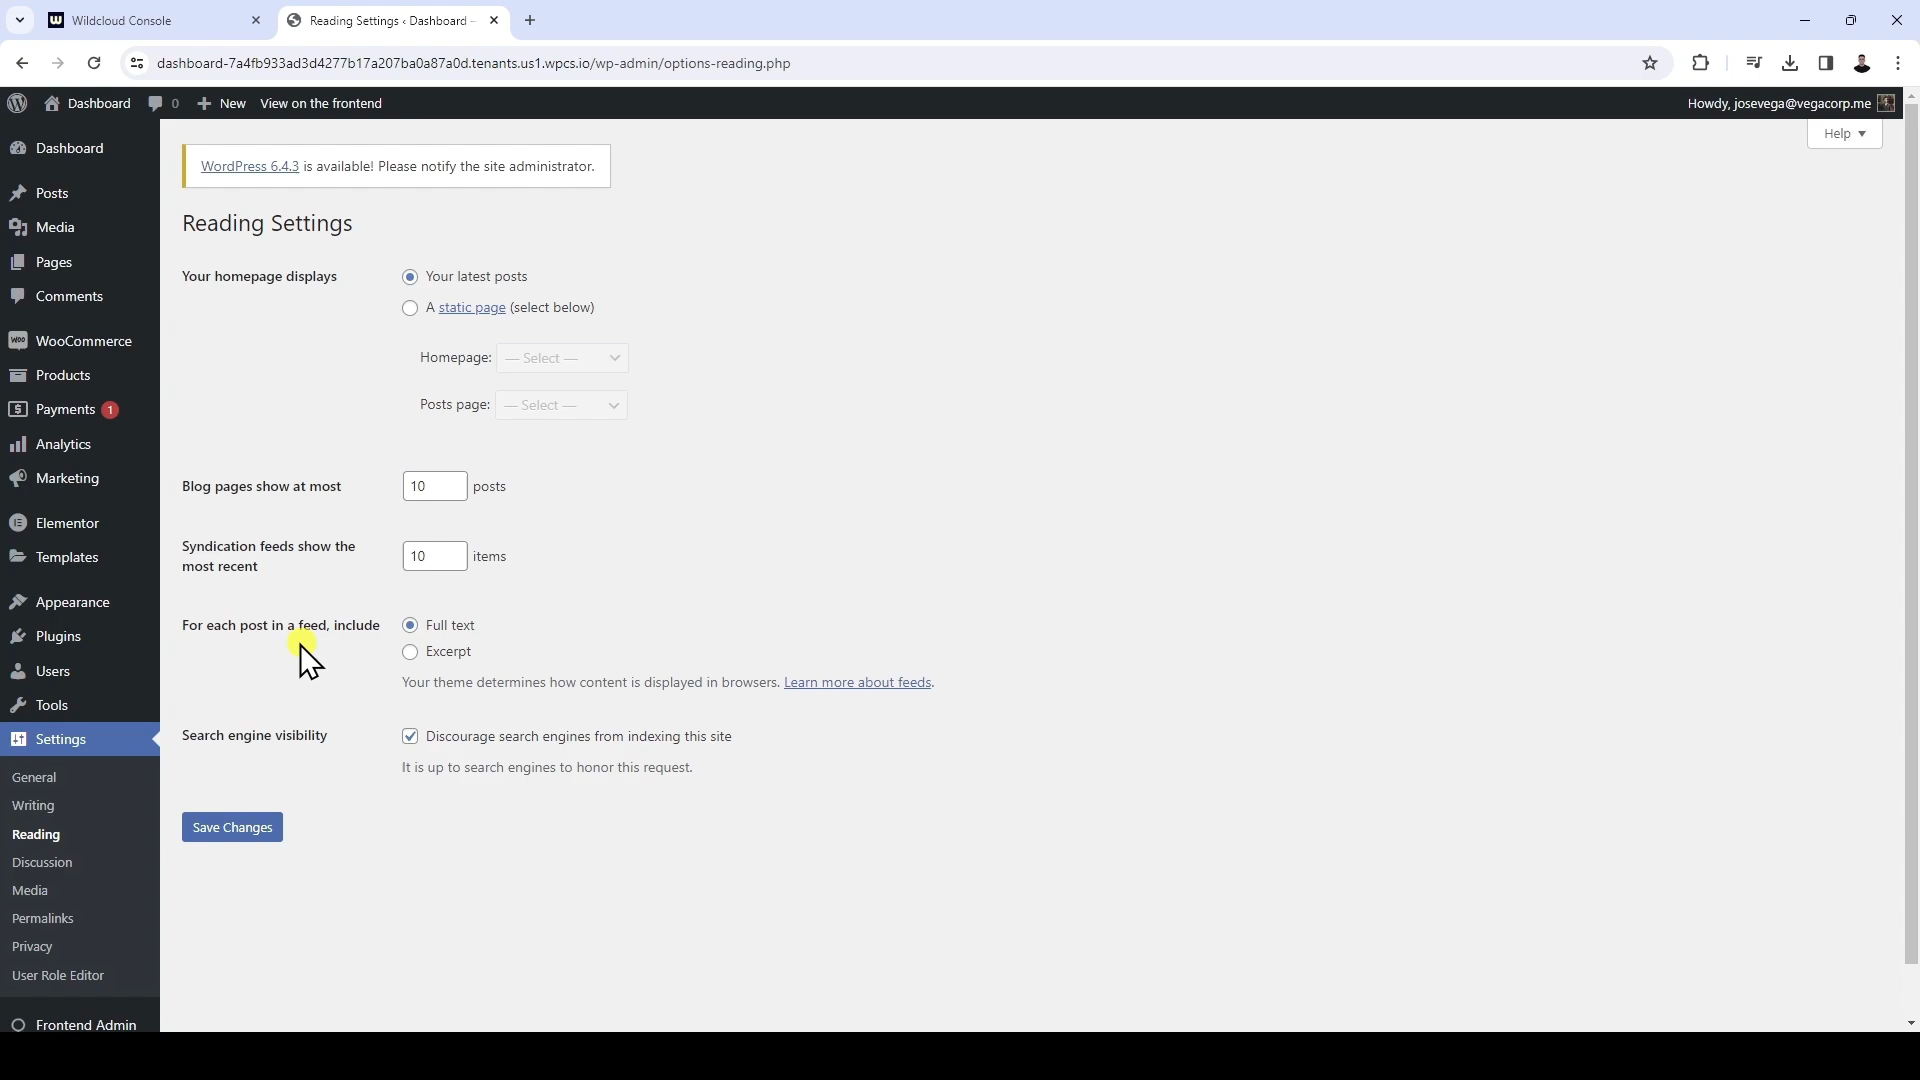 Wildcloud Console
Reading Settings ‹ Dashboard –
dashboard-7a4fb933ad3d4277b17a207ba0a87a0d.tenants.us1.wpcs.io/wp-admin/options-reading.php
Dashboard 0 New View on the frontend Howdy, josevega@vegacorp.me
Help
Dashboard
Posts
Media
Pages
Comments
WooCommerce
Products
Payments 1
Analytics
Marketing
Elementor
Templates
Appearance
Plugins
Users
Tools
Settings
General
Writing
Reading
Discussion
Media
Permalinks
Privacy
User Role Editor
Frontend Admin
WordPress 6.4.3 is available! Please notify the site administrator.
Reading Settings
Your homepage displays
Your latest posts
A static page (select below)
Homepage: — Select —
Posts page: — Select —
Blog pages show at most 10 posts
Syndication feeds show the
most recent
10 items
For each post in a feed, include
Full text
Excerpt
Your theme determines how content is displayed in browsers. Learn more about feeds.
Search engine visibility
Discourage search engines from indexing this site
It is up to search engines to honor this request.
Save Changes